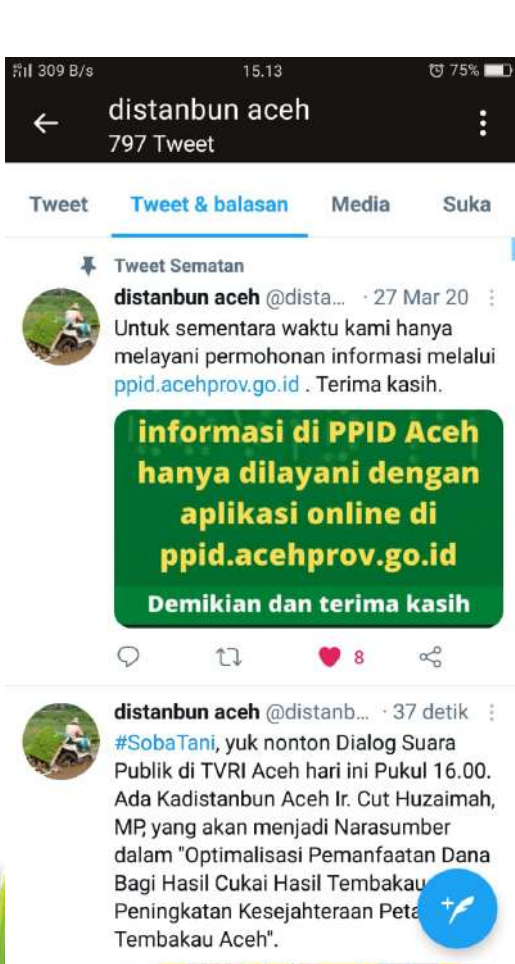 309 B/s 15.13 75%
distanbun aceh
797 Tweet
Tweet Tweet & balasan Media Suka
Tweet Sematan
distanbun aceh @dista... · 27 Mar 20
Untuk sementara waktu kami hanya
melayani permohonan informasi melalui
ppid.acehprov.go.id . Terima kasih.
informasi di PPID Aceh
hanya dilayani dengan
aplikasi online di
ppid.acehprov.go.id
Demikian dan terima kasih
8
distanbun aceh @distanb... · 37 detik
#SobaTani, yuk nonton Dialog Suara
Publik di TVRI Aceh hari ini Pukul 16.00.
Ada Kadistanbun Aceh Ir. Cut Huzaimah,
MP, yang akan menjadi Narasumber
dalam "Optimalisasi Pemanfaatan Dana
Bagi Hasil Cukai Hasil Tembakau
Peningkatan Kesejahteraan Peta
Tembakau Aceh".